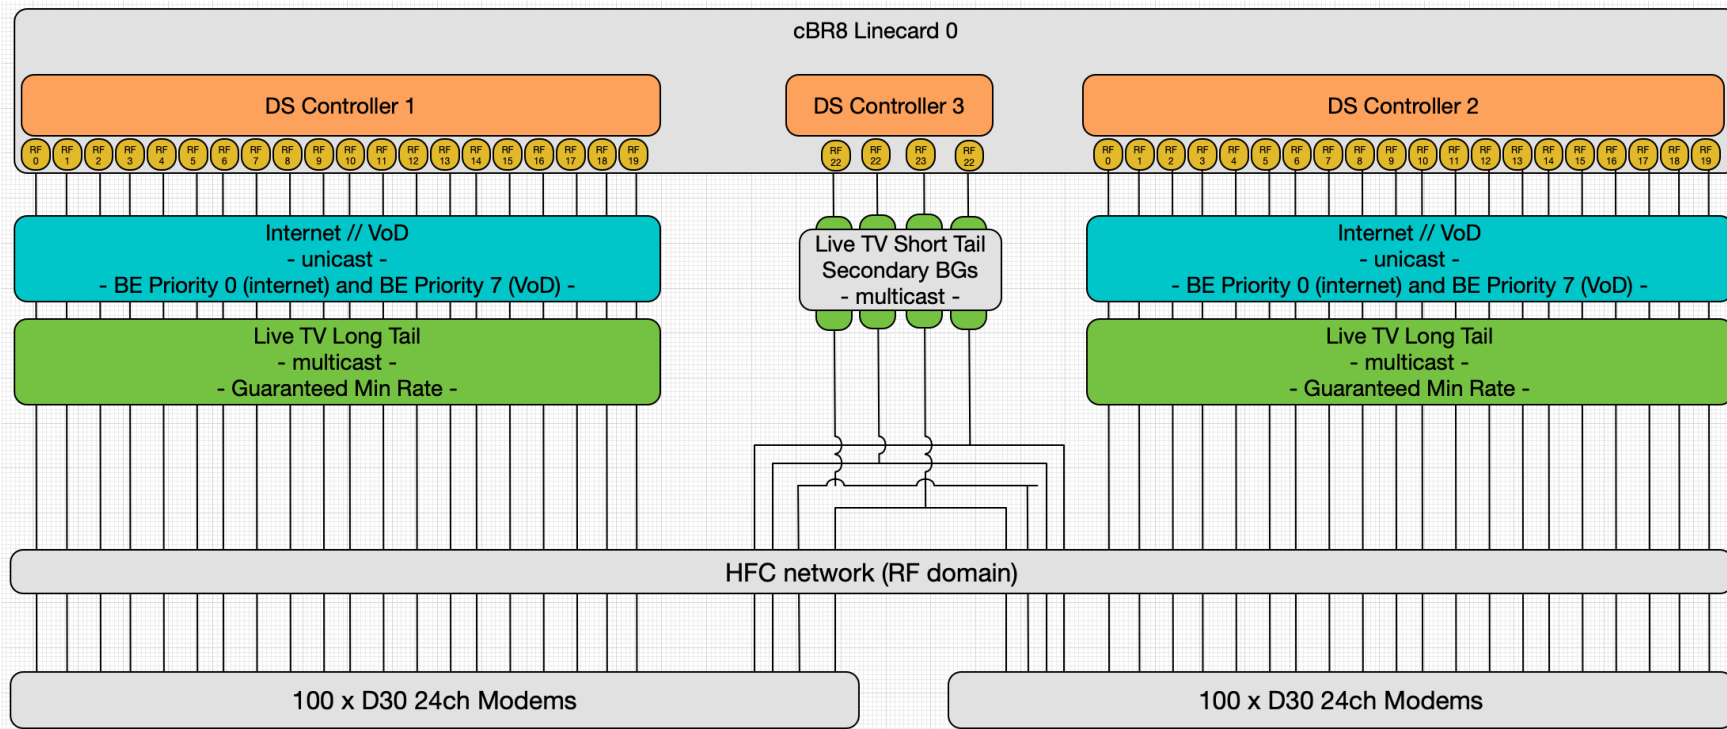 cBR8 Linecard 0
DS Controller 1
DS Controller 3
DS Controller 2
RF 0
RF 1
RF 2
RF 3
RF 4
RF 5
RF 6
RF 7
RF 8
RF 9
RF 10
RF 11
RF 12
RF 13
RF 14
RF 15
RF 16
RF 17
RF 18
RF 19
RF 22
RF 22
RF 23
RF 22
RF 0
RF 1
RF 2
RF 3
RF 4
RF 5
RF 6
RF 7
RF 8
RF 9
RF 10
RF 11
RF 12
RF 13
RF 14
RF 15
RF 16
RF 17
RF 18
RF 19
Internet // VoD
- unicast -
- BE Priority 0 (internet) and BE Priority 7 (VoD) -
Live TV Short Tail
Secondary BGs
- multicast -
Internet // VoD
- unicast -
- BE Priority 0 (internet) and BE Priority 7 (VoD) -
Live TV Long Tail
- multicast -
- Guaranteed Min Rate -
Live TV Long Tail
- multicast -
- Guaranteed Min Rate -
HFC network (RF domain)
100 x D30 24ch Modems
100 x D30 24ch Modems